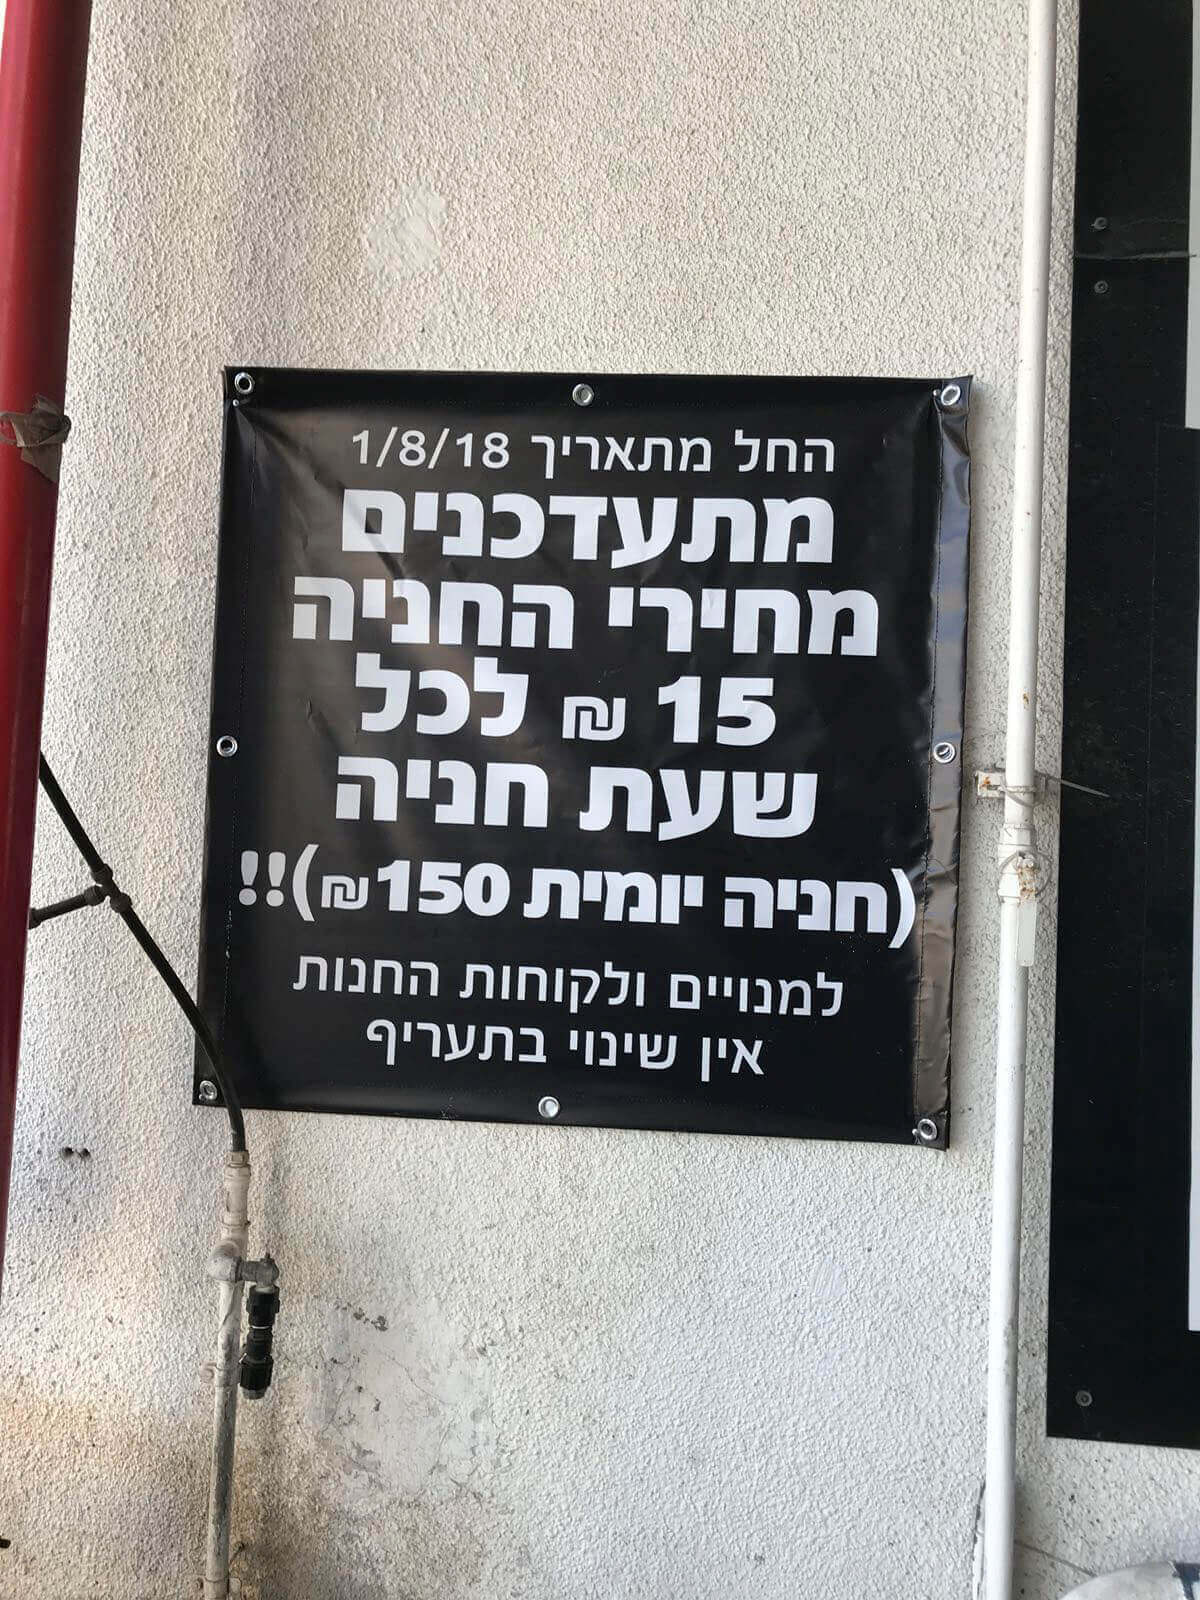 החל מתאריך 1/8/18
מתעדכנים
מחירי החניה
15 ₪ לכל
שעת חניה
(חניה יומית 150₪)!!
למנויים ולקוחות החנות
אין שינוי בתעריף